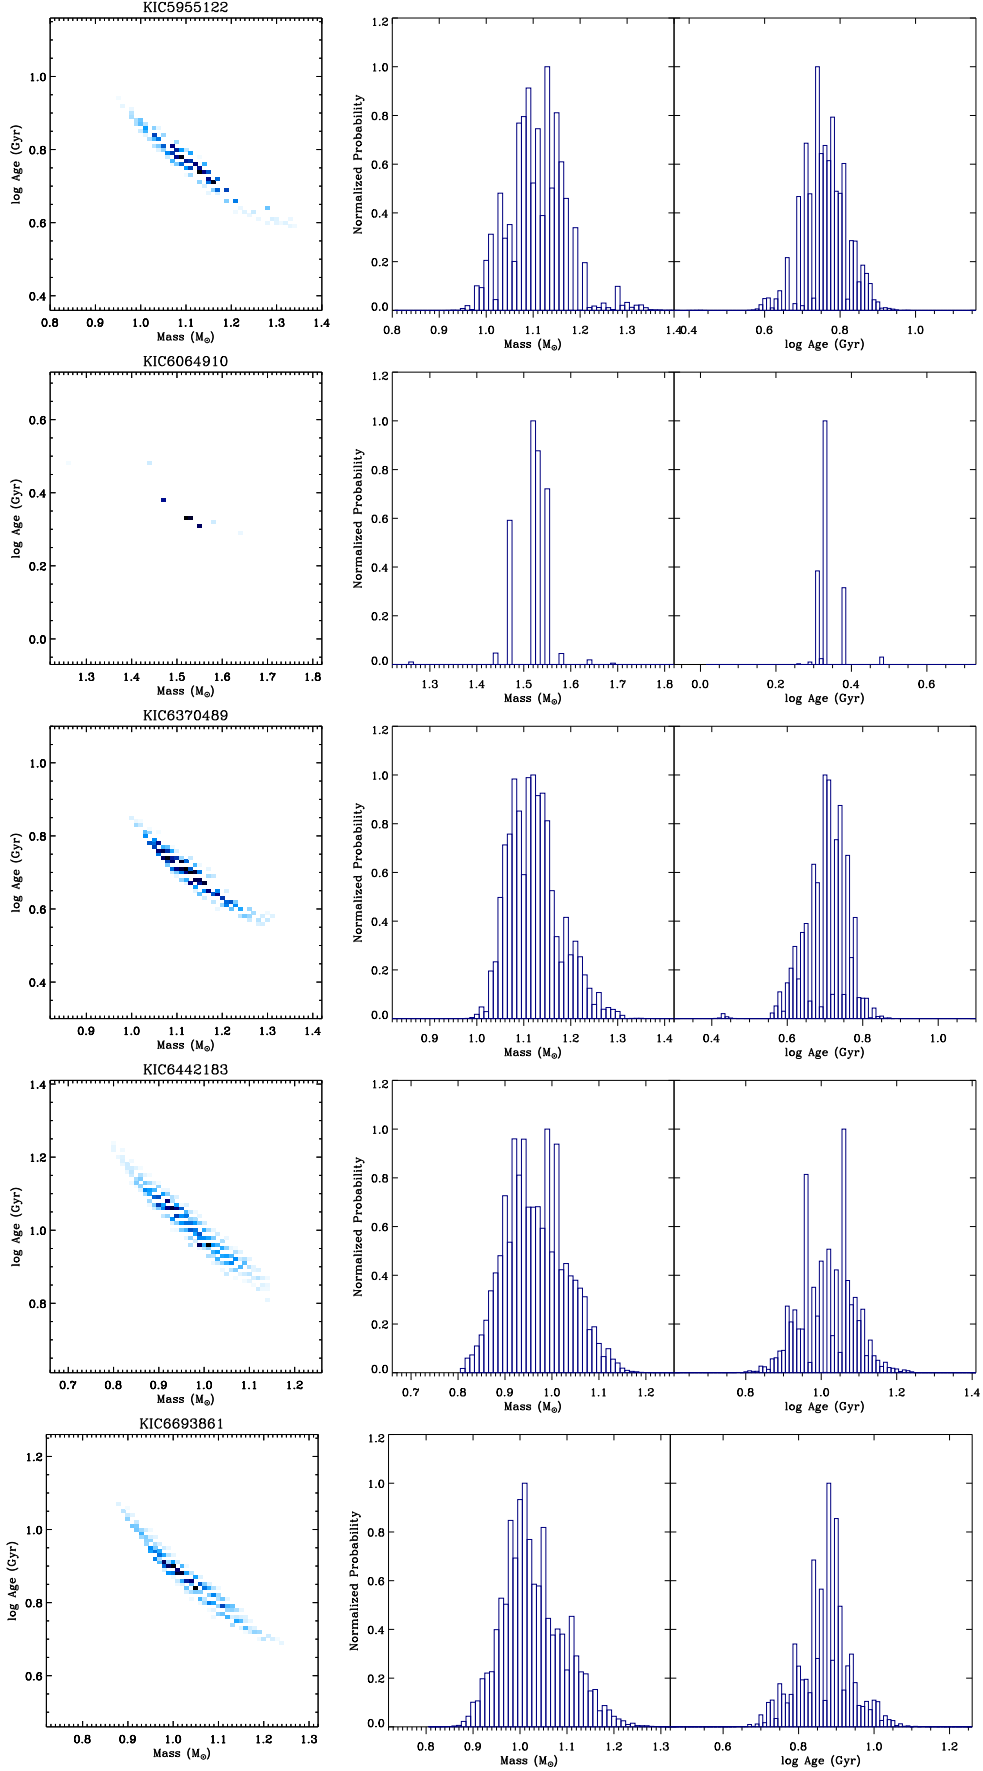 KIC5955122
log Age (Gyr)
1.0
0.8
0.6
0.4
0.8 0.9 1.0 1.1 1.2 1.3 1.4
Mass (M⊙)
Normalized Probability
1.2
1.0
0.8
0.6
0.4
0.2
0.0
0.8 0.9 1.0 1.1 1.2 1.3 1.4
Mass (M⊙)
0.4 0.6 0.8 1.0
log Age (Gyr)
KIC6064910
log Age (Gyr)
0.6
0.4
0.2
0.0
1.3 1.4 1.5 1.6 1.7 1.8
Mass (M⊙)
Normalized Probability
1.2
1.0
0.8
0.6
0.4
0.2
0.0
1.3 1.4 1.5 1.6 1.7 1.8
Mass (M⊙)
0.0 0.2 0.4 0.6
log Age (Gyr)
KIC6370489
log Age (Gyr)
1.0
0.8
0.6
0.4
0.9 1.0 1.1 1.2 1.3 1.4
Mass (M⊙)
Normalized Probability
1.2
1.0
0.8
0.6
0.4
0.2
0.0
0.9 1.0 1.1 1.2 1.3 1.4
Mass (M⊙)
0.4 0.6 0.8 1.0
log Age (Gyr)
KIC6442183
log Age (Gyr)
1.4
1.2
1.0
0.8
0.7 0.8 0.9 1.0 1.1 1.2
Mass (M⊙)
Normalized Probability
1.2
1.0
0.8
0.6
0.4
0.2
0.0
0.7 0.8 0.9 1.0 1.1 1.2
Mass (M⊙)
0.8 1.0 1.2 1.4
log Age (Gyr)
KIC6693861
log Age (Gyr)
1.2
1.0
0.8
0.6
0.8 0.9 1.0 1.1 1.2 1.3
Mass (M⊙)
Normalized Probability
1.2
1.0
0.8
0.6
0.4
0.2
0.0
0.8 0.9 1.0 1.1 1.2 1.3
Mass (M⊙)
0.6 0.8 1.0 1.2
log Age (Gyr)